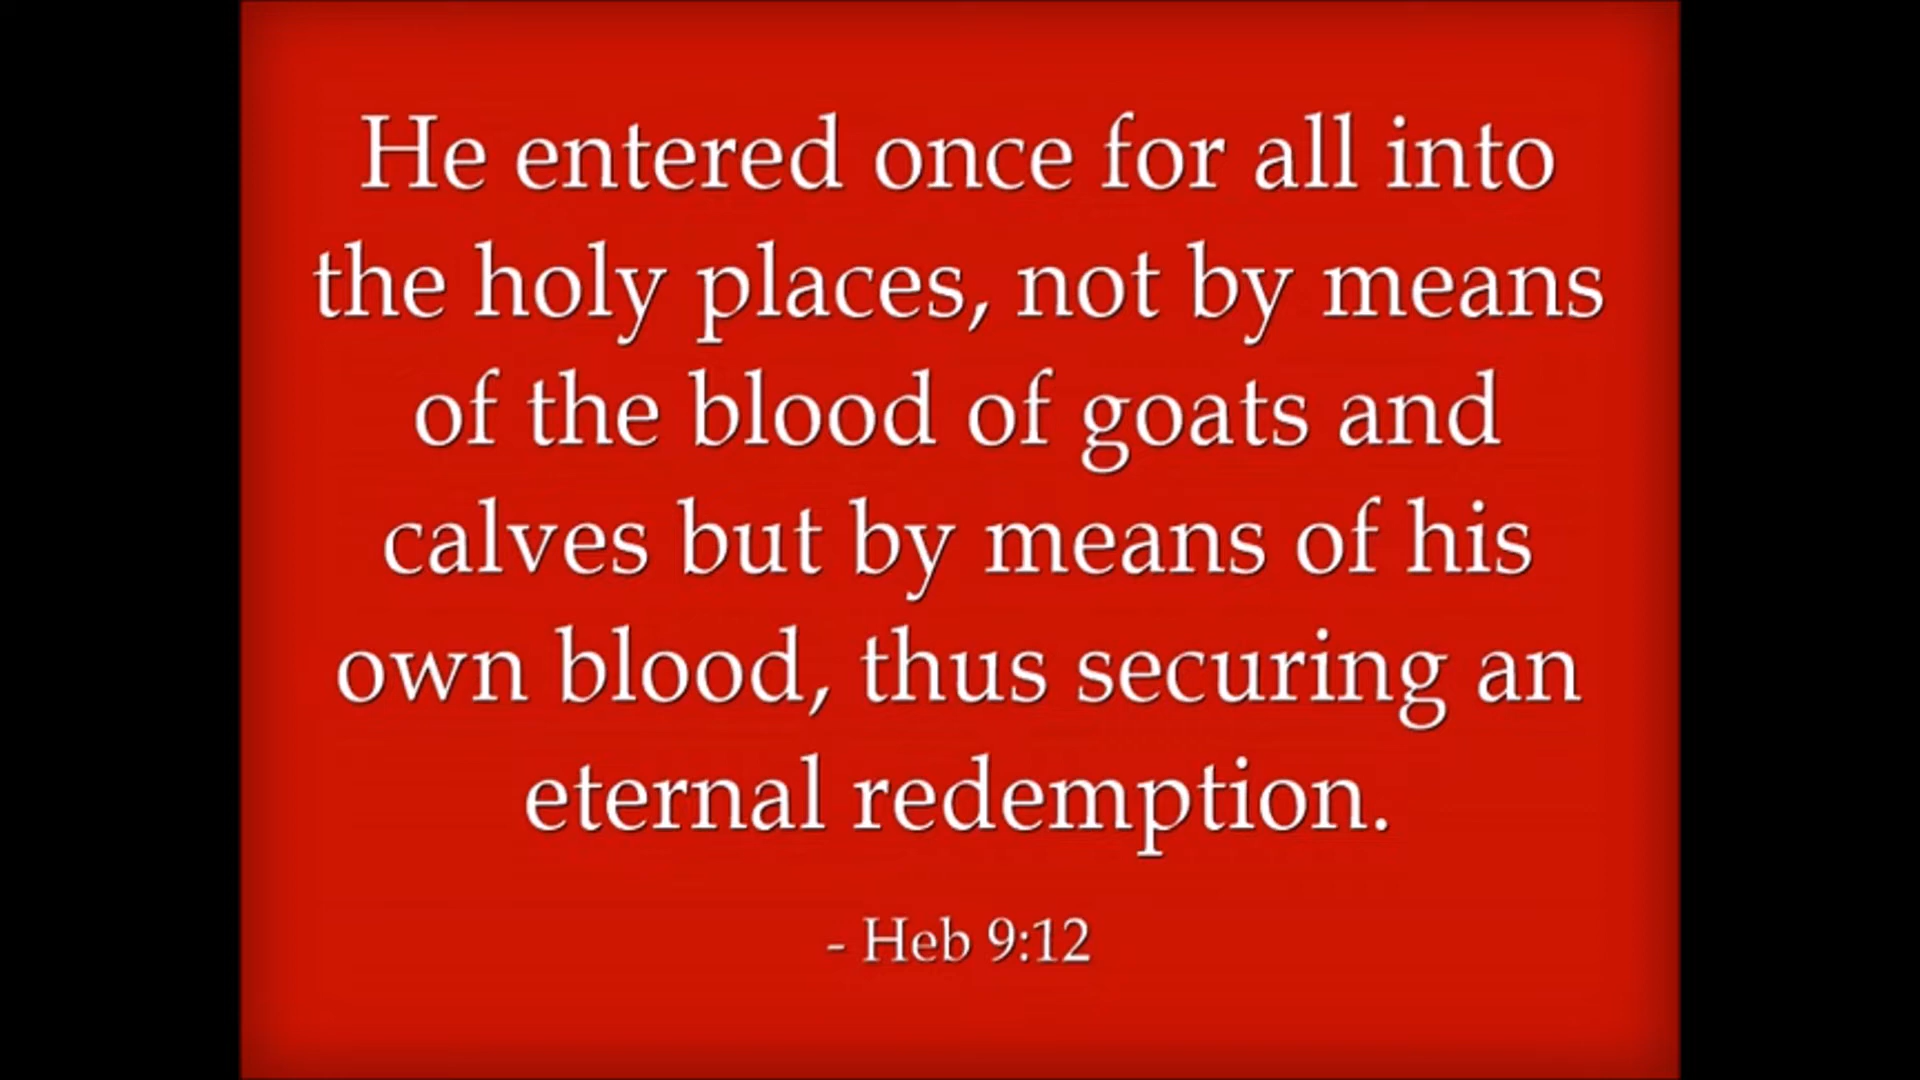 He entered once for all into
the holy places, not by means
of the blood of goats and
calves but by means of his
own blood, thus securing an
eternal redemption.
- Heb 9:12